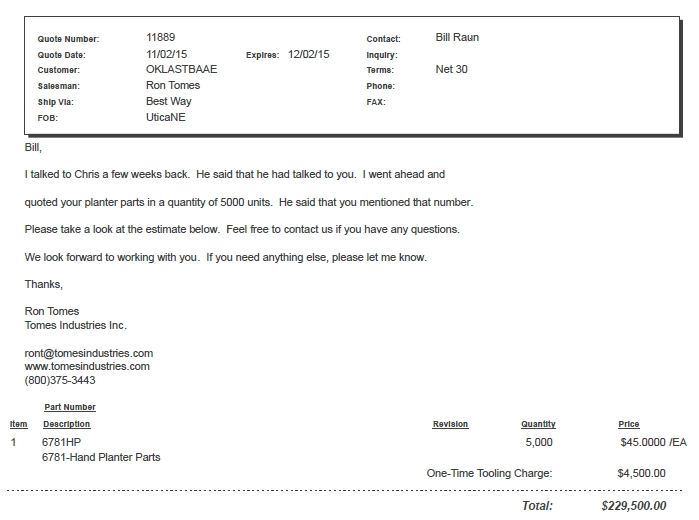 Quote Number: 11889 Contact: Bill Raun
Quote Date: 11/02/15 Expires: 12/02/15 Inquiry:
Customer: OKLASTBAAE Terms: Net 30
Salesman: Ron Tomes Phone:
Ship Via: Best Way FAX:
FOB: UticaNE
Bill,
I talked to Chris a few weeks back. He said that he had talked to you. I went ahead and
quoted your planter parts in a quantity of 5000 units. He said that you mentioned that number.
Please take a look at the estimate below. Feel free to contact us if you have any questions.
We look forward to working with you. If you need anything else, please let me know.
Thanks,
Ron Tomes
Tomes Industries Inc.
ront@tomesindustries.com
www.tomesindustries.com
(800)375-3443
Part Number
Item Description Revision Quantity Price
1 6781HP 5,000 $45.0000 /EA
6781-Hand Planter Parts
One-Time Tooling Charge: $4,500.00
Total: $229,500.00